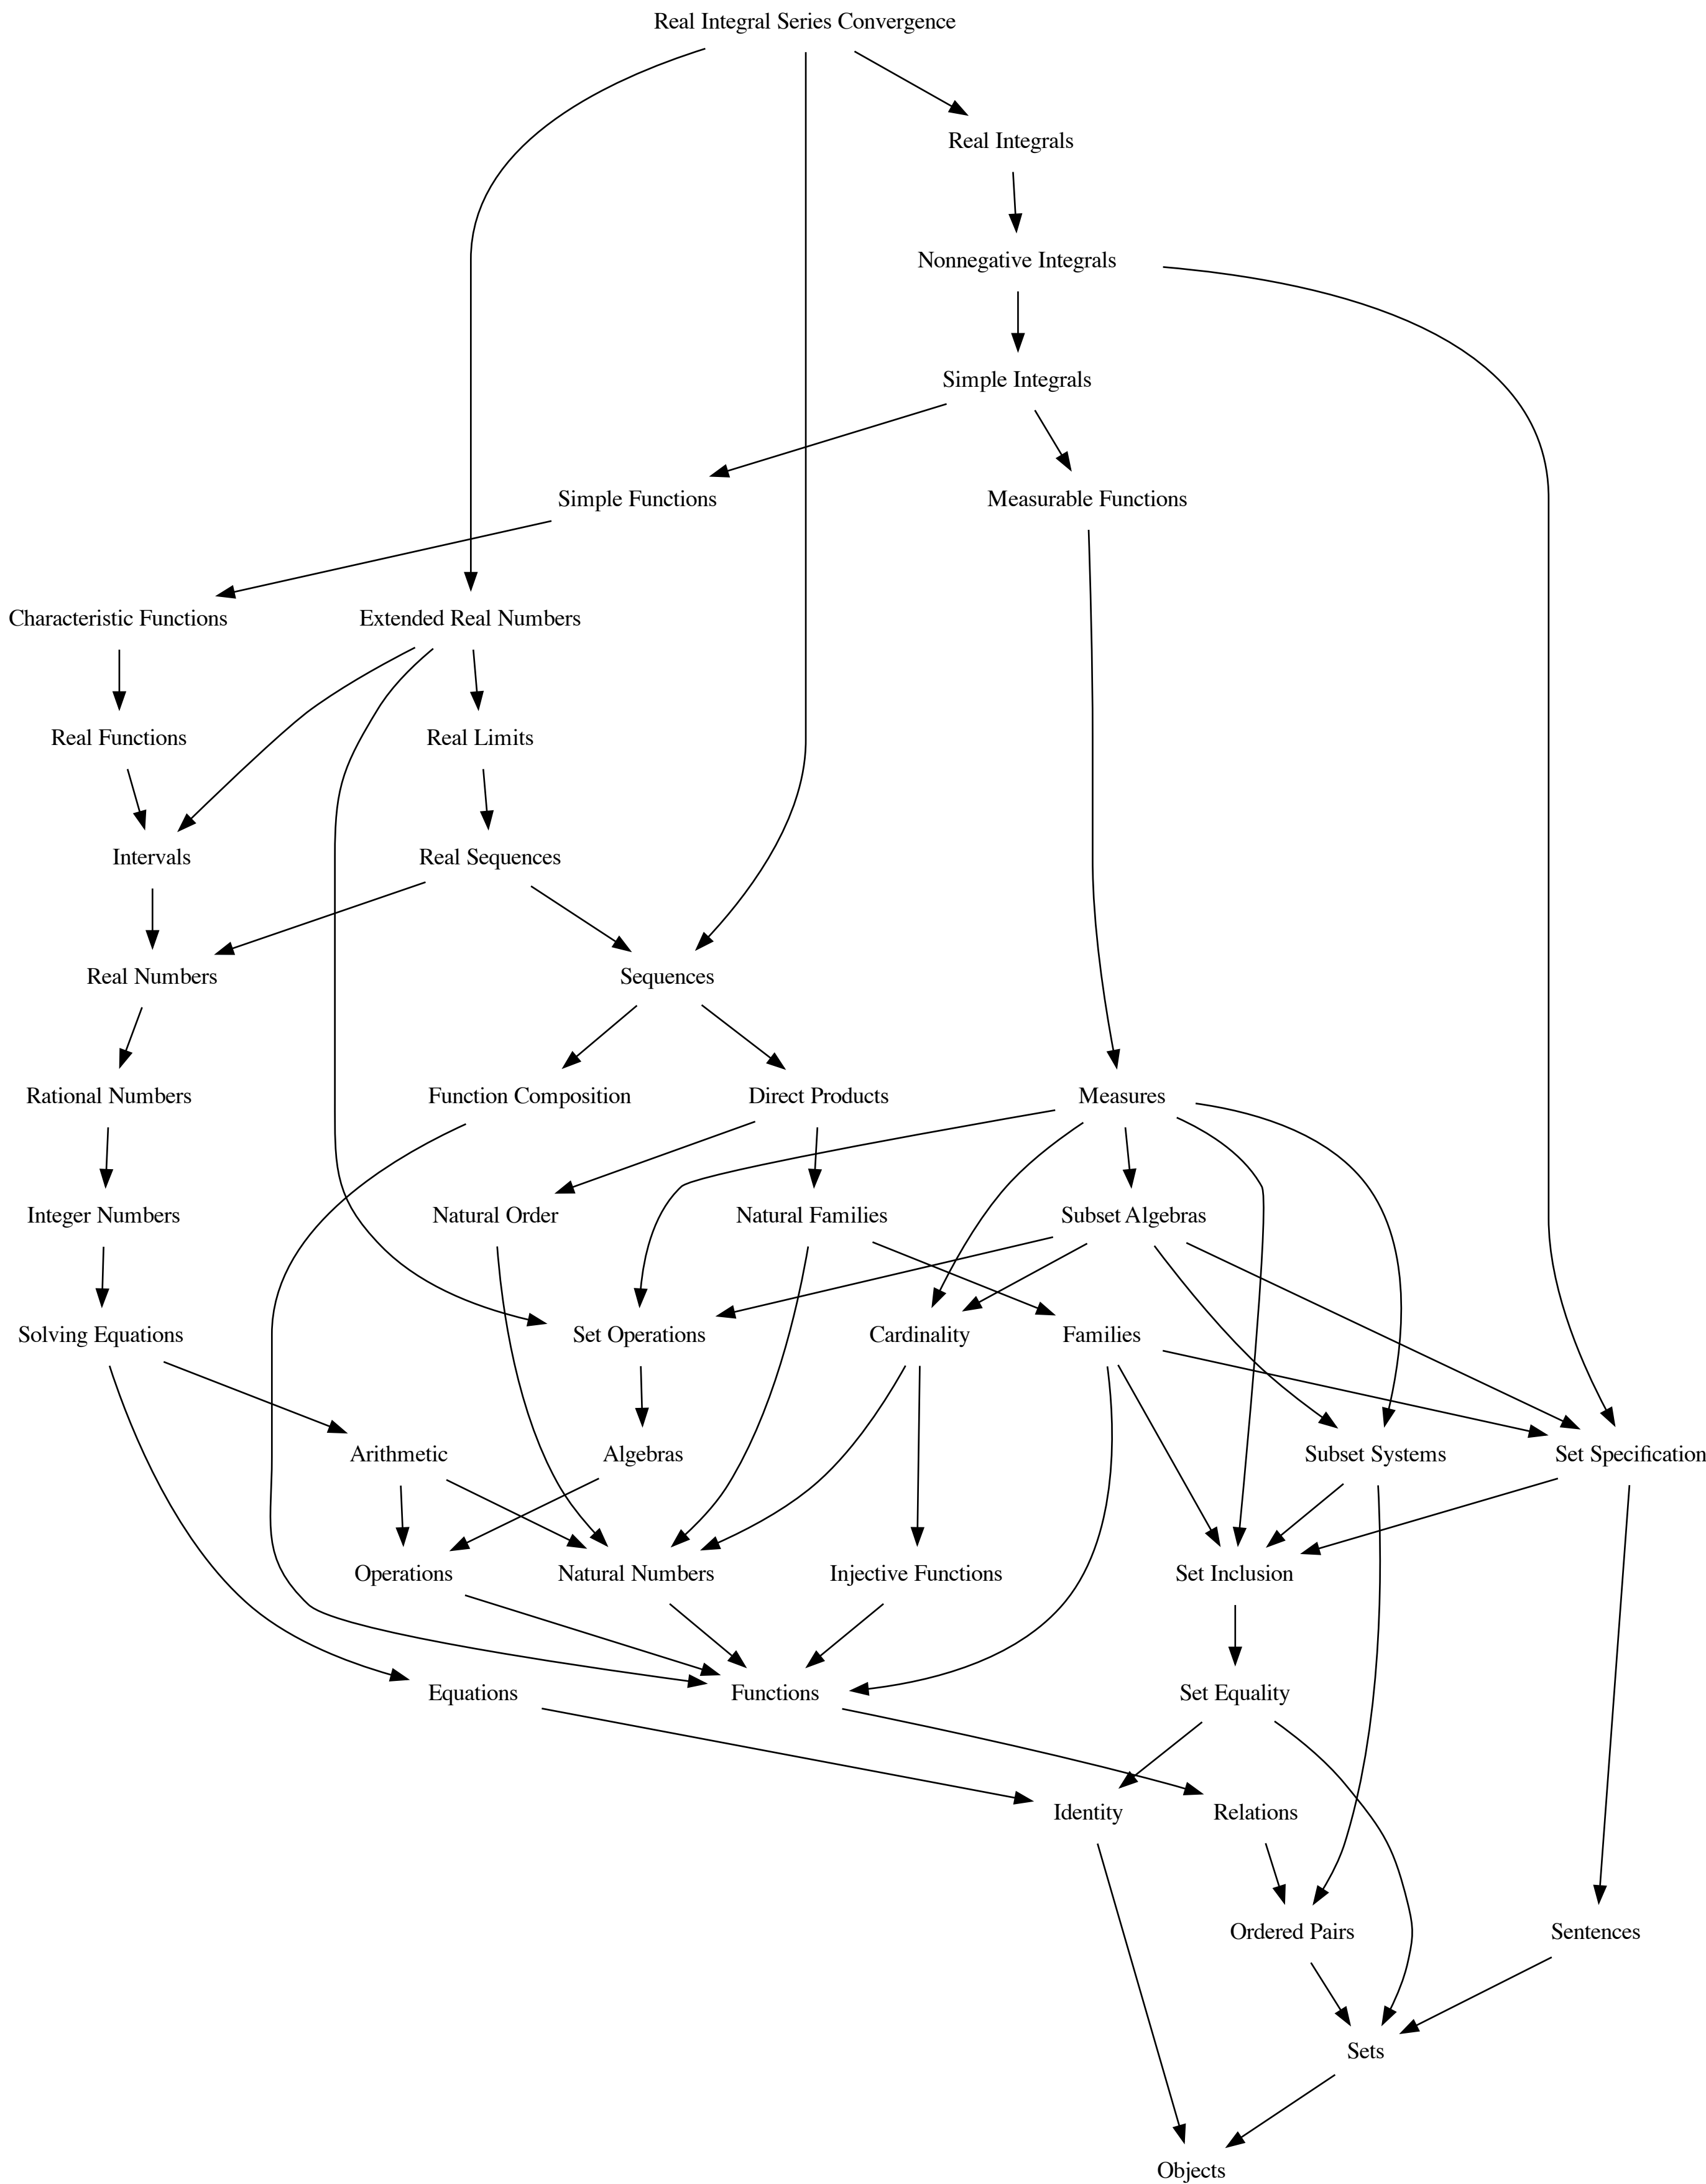 Real Integral Series Convergence
Real Integrals
Nonnegative Integrals
Simple Integrals
Simple Functions
Measurable Functions
Characteristic Functions
Extended Real Numbers
Real Functions
Real Limits
Intervals
Real Sequences
Real Numbers
Sequences
Rational Numbers
Function Composition
Direct Products
Measures
Integer Numbers
Natural Order
Natural Families
Subset Algebras
Solving Equations
Set Operations
Cardinality
Families
Arithmetic
Algebras
Subset Systems
Set Specification
Operations
Natural Numbers
Injective Functions
Set Inclusion
Equations
Functions
Set Equality
Identity
Relations
Ordered Pairs
Sentences
Sets
Objects